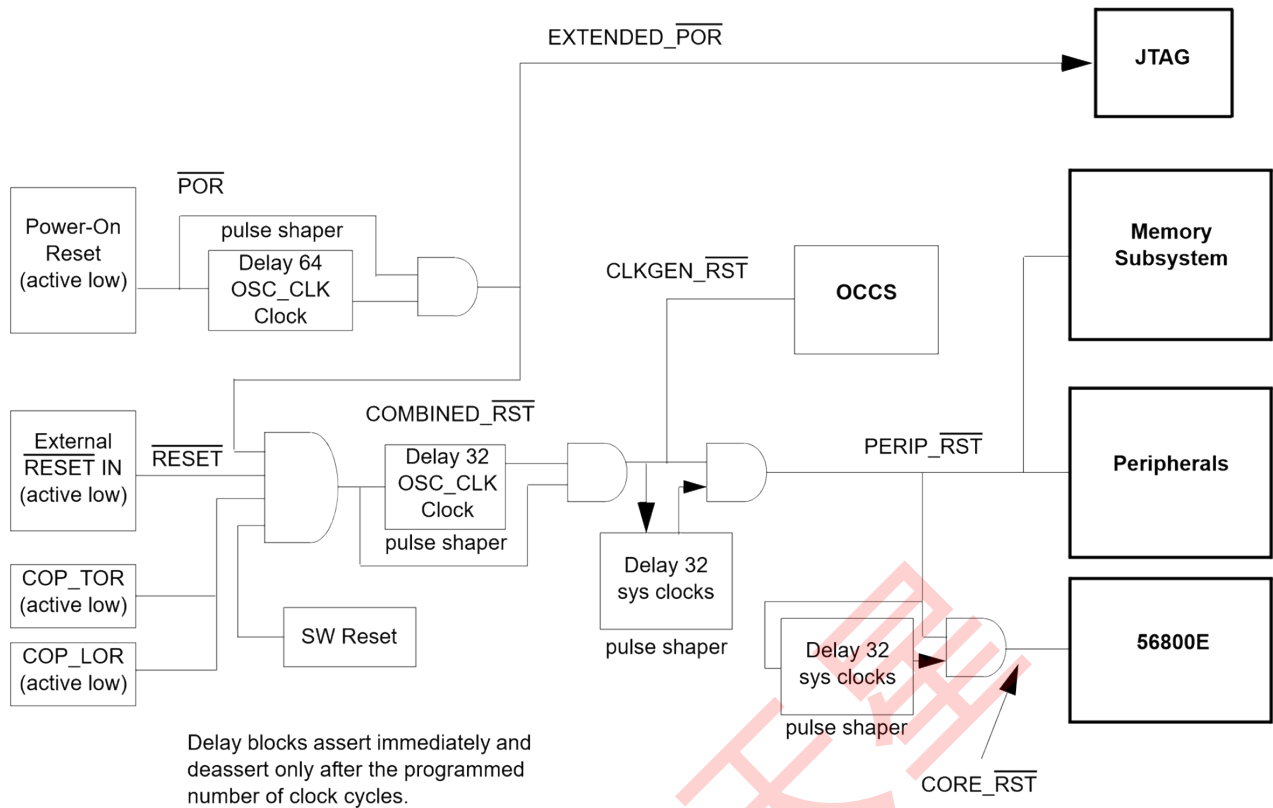 EXTENDED_POR
JTAG
POR
Power-On
Reset
(active low)
pulse shaper
Delay 64
OSC_CLK
Clock
CLKGEN_RST
OCCS
Memory
Subsystem
External
RESET IN
(active low)
RESET
COMBINED_RST
Delay 32
OSC_CLK
Clock
pulse shaper
PERIP_RST
Peripherals
COP_TOR
(active low)
COP_LOR
(active low)
SW Reset
Delay 32
sys clocks
pulse shaper
Delay 32
sys clocks
pulse shaper
56800E
CORE_RST
Delay blocks assert immediately and
deassert only after the programmed
number of clock cycles.